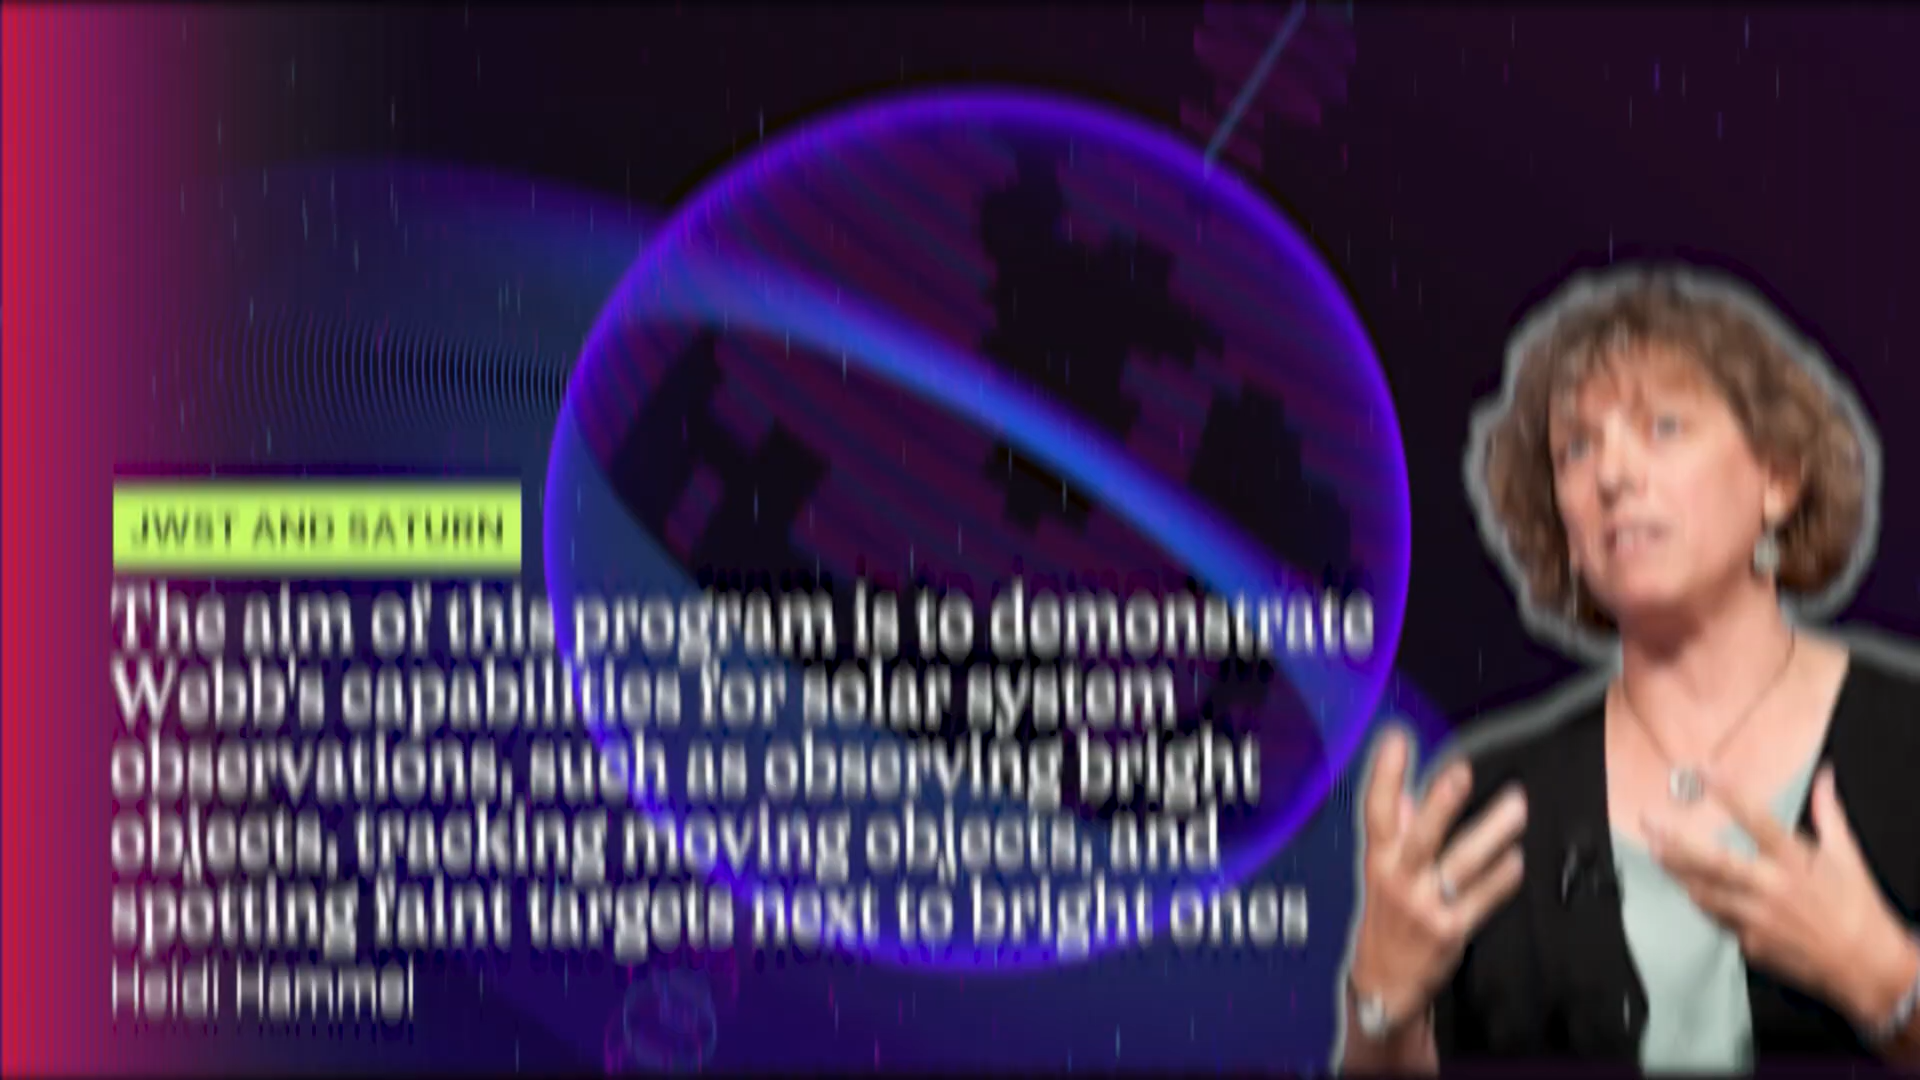 JWST AND SATURN
The aim of this program is to demonstrate
Webb's capabilities for solar system
observations, such as observing bright
objects, tracking moving objects, and
spotting faint targets next to bright ones
Heidi Hammel